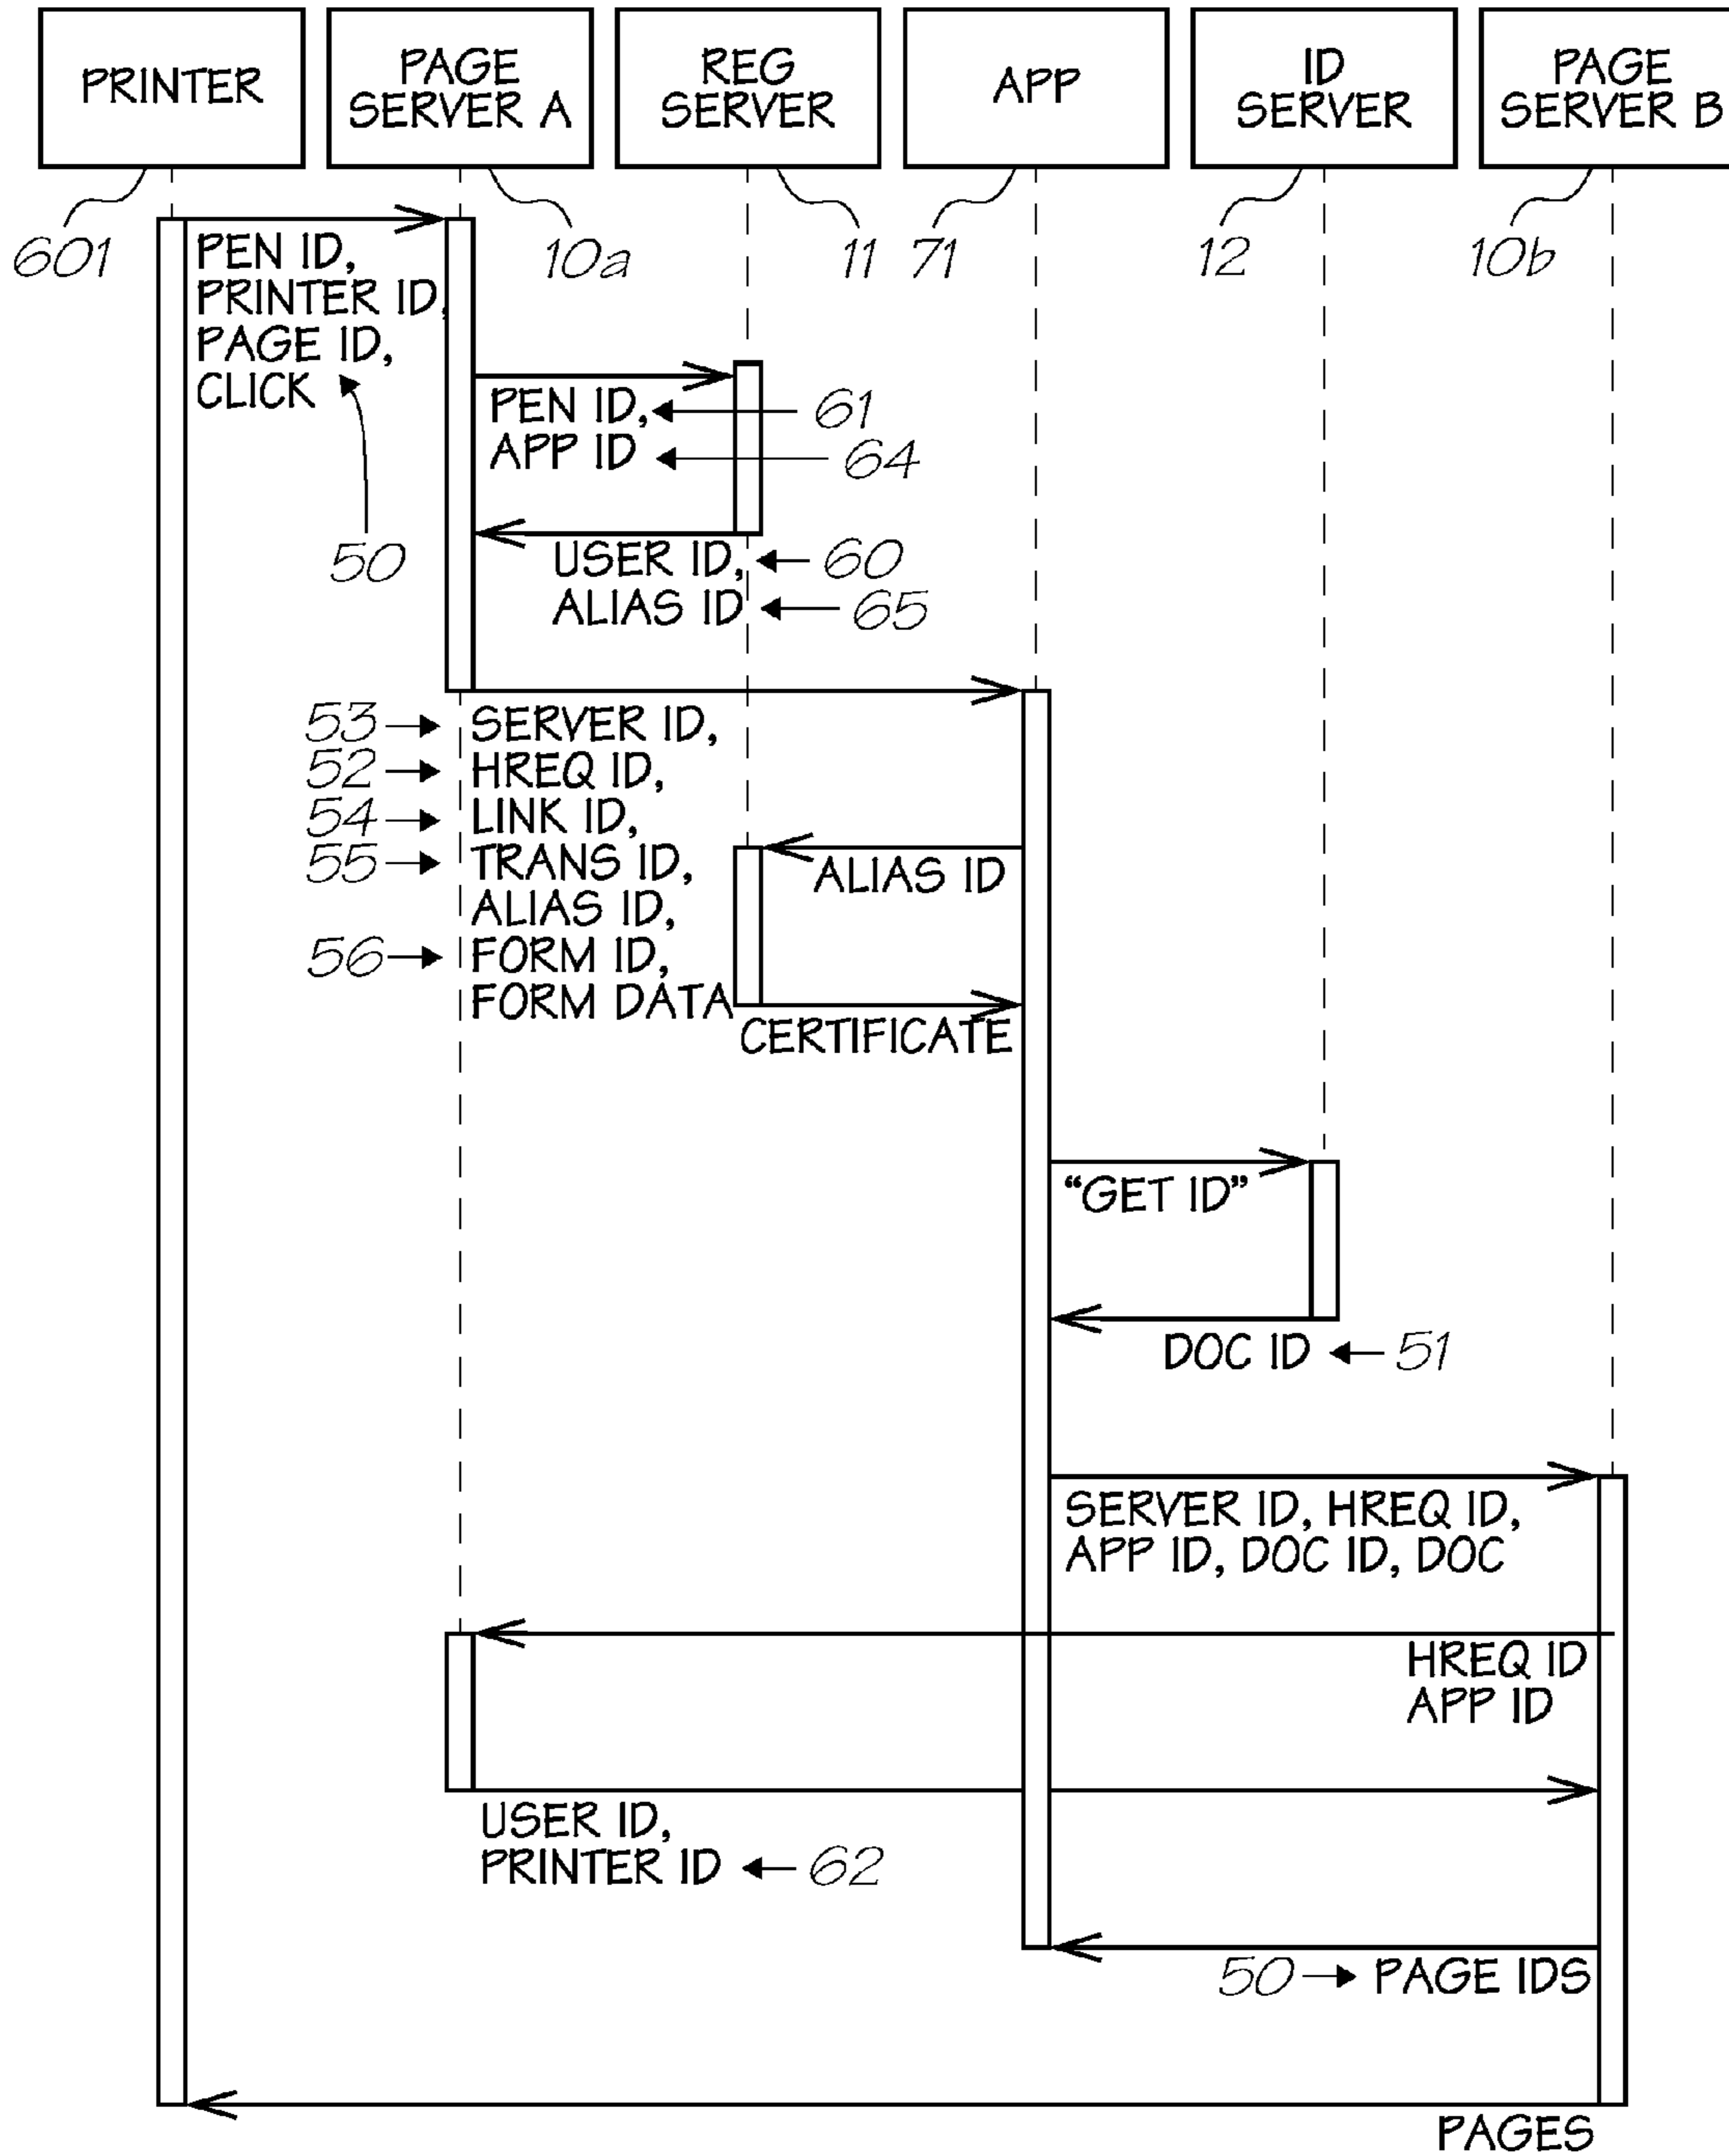 PRINTER
PAGE
SERVER A
REG
SERVER
APP
ID
SERVER
PAGE
SERVER B
601
10a
11
71
12
10b
PEN ID,
PRINTER ID,
PAGE ID,
CLICK
50
PEN ID,
61
APP ID
64
USER ID,
60
ALIAS ID
65
53
SERVER ID,
52
HREQ ID,
54
LINK ID,
55
TRANS ID,
ALIAS ID,
56
FORM ID,
FORM DATA
ALIAS ID
CERTIFICATE
“GET ID”
DOC ID
51
SERVER ID, HREQ ID,
APP ID, DOC ID, DOC
HREQ ID
APP ID
USER ID,
PRINTER ID
62
50
PAGE IDS
PAGES